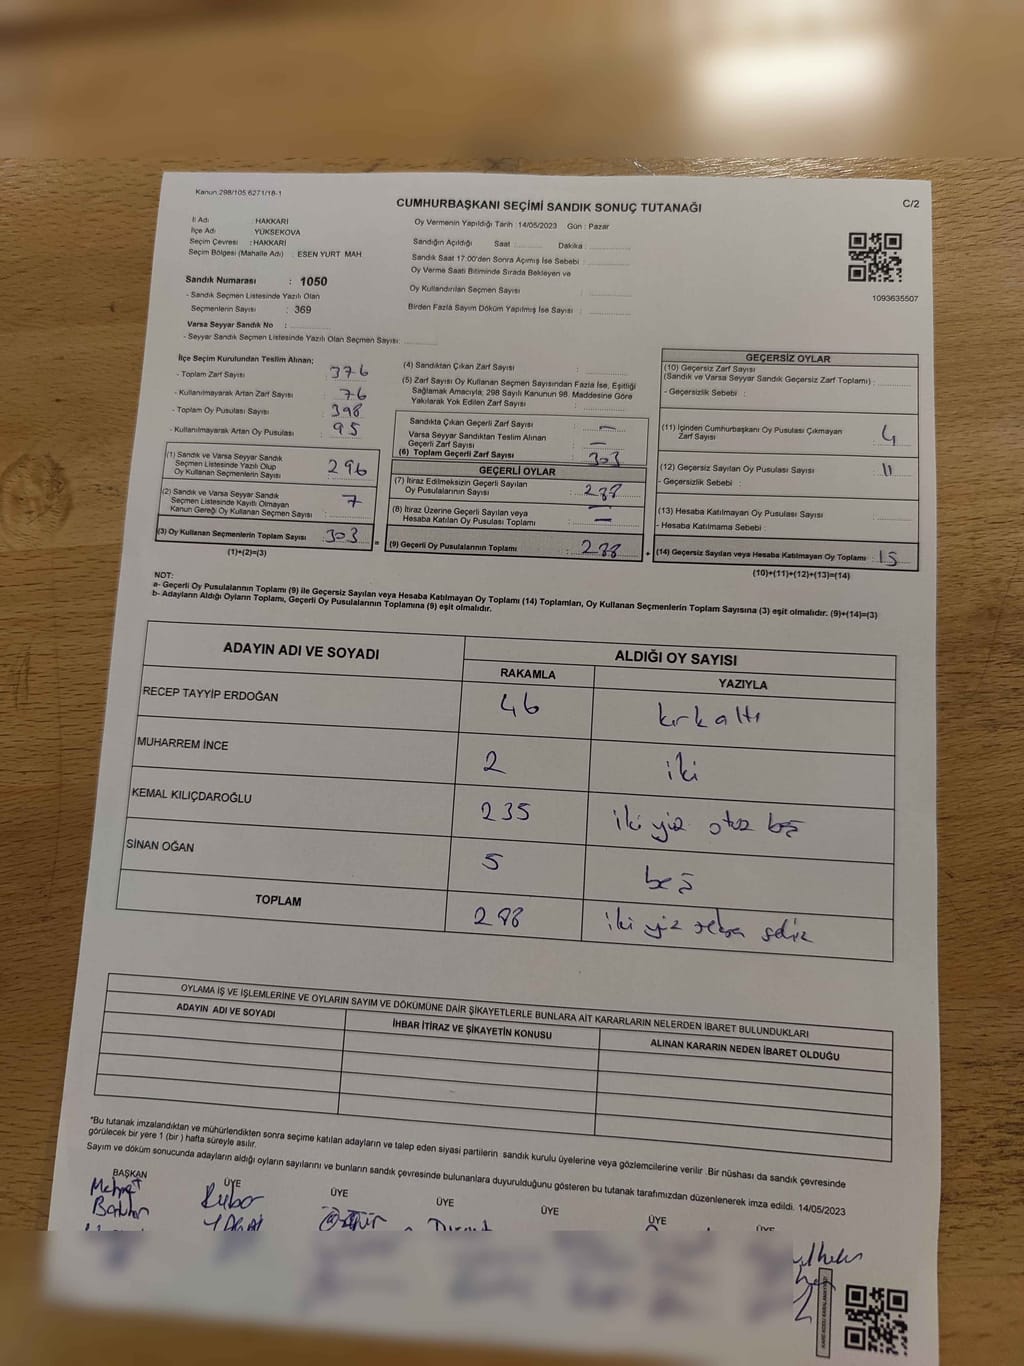 Kanun:298/105 6271/18-1
CUMHURBAŞKANI SEÇİMİ SANDIK SONUÇ TUTANAĞI
C/2
İl Adı : HAKKARİ
İlçe Adı : YÜKSEKOVA
Seçim Çevresi : HAKKARİ
Seçim Bölgesi (Mahalle Adı) : ESEN YURT MAH
Sandık Numarası : 1050
- Sandık Seçmen Listesinde Yazılı Olan
Seçmenlerin Sayısı : 369
Varsa Seyyar Sandık No :
- Seyyar Sandık Seçmen Listesinde Yazılı Olan Seçmen Sayısı:
Oy Vermenin Yapıldığı Tarih :14/05/2023 Gün : Pazar
Sandığın Açıldığı Saat Dakika :
Sandık Saat 17:00'den Sonra Açımış İse Sebebi :
Oy Verme Saati Bitiminde Sırada Bekleyen ve
Oy Kullandırılan Seçmen Sayısı :
Birden Fazla Sayım Döküm Yapılmış İse Sayısı :
1093635507
İlçe Seçim Kurulundan Teslim Alınan;
- Toplam Zarf Sayısı : 376
- Kullanılmayarak Artan Zarf Sayısı : 76
- Toplam Oy Pusulası Sayısı : 398
- Kullanılmayarak Artan Oy Pusulası : 95
(1) Sandık ve Varsa Seyyar Sandık
Seçmen Listesinde Yazılı Olup
Oy Kullanan Seçmenlerin Sayısı : 296
(2) Sandık ve Varsa Seyyar Sandık
Seçmen Listesinde Kayıtlı Olmayan
Kanun Gereği Oy Kullanan Seçmen Sayısı : 7
(3) Oy Kullanan Seçmenlerin Toplam Sayısı : 303
(1)+(2)=(3)
(4) Sandıktan Çıkan Zarf Sayısı :
(5) Zarf Sayısı Oy Kullanan Seçmen Sayısından Fazla İse, Eşitliği
Sağlamak Amacıyla; 298 Sayılı Kanunun 98. Maddesine Göre
Yakılarak Yok Edilen Zarf Sayısı :
Sandıkta Çıkan Geçerli Zarf Sayısı : -
Varsa Seyyar Sandıktan Teslim Alınan
Geçerli Zarf Sayısı : -
(6) Toplam Geçerli Zarf Sayısı : 303
GEÇERLİ OYLAR
(7) İtiraz Edilmeksizin Geçerli Sayılan
Oy Pusulalarının Sayısı : 288
(8) İtiraz Üzerine Geçerli Sayılan veya
Hesaba Katılan Oy Pusulası Toplamı : -
(9) Geçerli Oy Pusulalarının Toplamı : 288
GEÇERSİZ OYLAR
(10) Geçersiz Zarf Sayısı
(Sandık ve Varsa Seyyar Sandık Geçersiz Zarf Toplamı) :
- Geçersizlik Sebebi :
(11) İçinden Cumhurbaşkanı Oy Pusulası Çıkmayan
Zarf Sayısı : 4
(12) Geçersiz Sayılan Oy Pusulası Sayısı : 11
- Geçersizlik Sebebi :
(13) Hesaba Katılmayan Oy Pusulası Sayısı :
- Hesaba Katılmama Sebebi :
(14) Geçersiz Sayılan veya Hesaba Katılmayan Oy Toplamı : 15
(10)+(11)+(12)+(13)=(14)
NOT:
a- Geçerli Oy Pusulalarının Toplamı (9) ile Geçersiz Sayılan veya Hesaba Katılmayan Oy Toplamı (14) Toplamları, Oy Kullanan Seçmenlerin Toplam Sayısına (3) eşit olmalıdır. (9)+(14)=(3)
b- Adayların Aldığı Oyların Toplamı, Geçerli Oy Pusulalarının Toplamına (9) eşit olmalıdır.
ADAYIN ADI VE SOYADI
ALDIĞI OY SAYISI
RAKAMLA YAZIYLA
RECEP TAYYİP ERDOĞAN 46 kırkaltı
MUHARREM İNCE 2 iki
KEMAL KILIÇDAROĞLU 235 iki yüz otuz beş
SİNAN OĞAN 5 beş
TOPLAM 288 iki yüz seksen sekiz
OYLAMA İŞ VE İŞLEMLERİNE VE OYLARIN SAYIM VE DÖKÜMÜNE DAİR ŞİKAYETLERLE BUNLARA AİT KARARLARIN NELERDEN İBARET BULUNDUKLARI
ADAYIN ADI VE SOYADI İHBAR İTİRAZ VE ŞİKAYETİN KONUSU ALINAN KARARIN NEDEN İBARET OLDUĞU
*Bu tutanak imzalandıktan ve mühürlendikten sonra seçime katılan adayların ve talep eden siyasi partilerin sandık kurulu üyelerine veya gözlemcilerine verilir. Bir nüshası da sandık çevresinde
görülecek bir yere 1 (bir) hafta süreyle asılır.
Sayım ve döküm sonucunda adayların aldığı oyların sayılarını ve bunların sandık çevresinde bulunanlara duyurulduğunu gösteren bu tutanak tarafımızdan düzenlenerek imza edildi. 14/05/2023
BAŞKAN ÜYE ÜYE ÜYE ÜYE ÜYE ÜYE
Mehmet